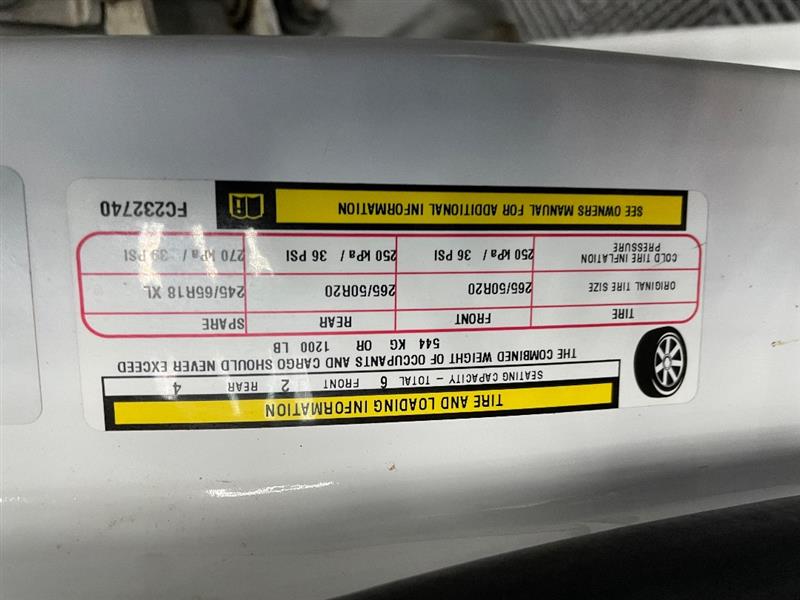 TIRE AND LOADING INFORMATION
SEATING CAPACITY – TOTAL 6 FRONT 2 REAR 4
THE COMBINED WEIGHT OF OCCUPANTS AND CARGO SHOULD NEVER EXCEED
544 KG OR 1200 LB
TIRE FRONT REAR SPARE
ORIGINAL TIRE SIZE 265/50R20 265/50R20 245/65R18 XL
COLD TIRE INFLATION PRESSURE 250 kPa / 36 PSI 250 kPa / 36 PSI 270 kPa / 39 PSI
SEE OWNERS MANUAL FOR ADDITIONAL INFORMATION FC232740